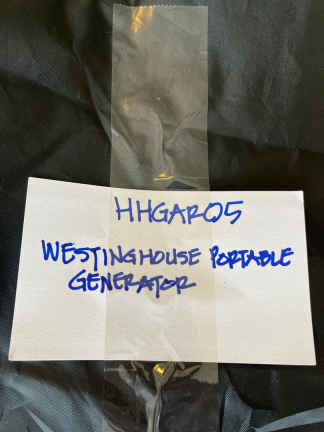 HHGAR05
WESTINGHOUSE PORTABLE
GENERATOR